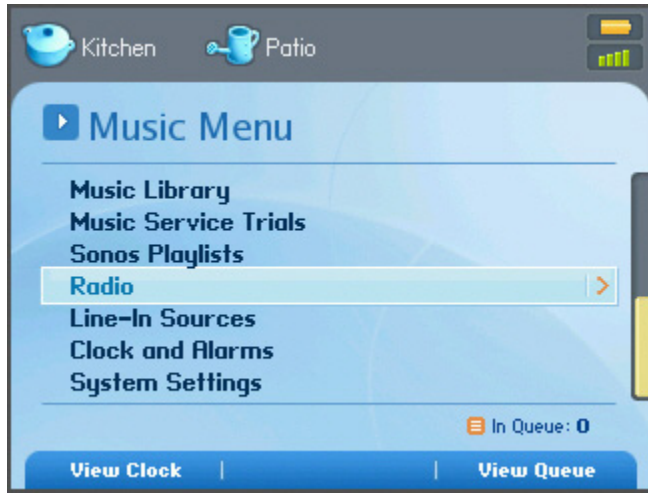 Kitchen Patio
Music Menu
Music Library
Music Service Trials
Sonos Playlists
Radio
Line-In Sources
Clock and Alarms
System Settings
In Queue: 0
View Clock | | View Queue